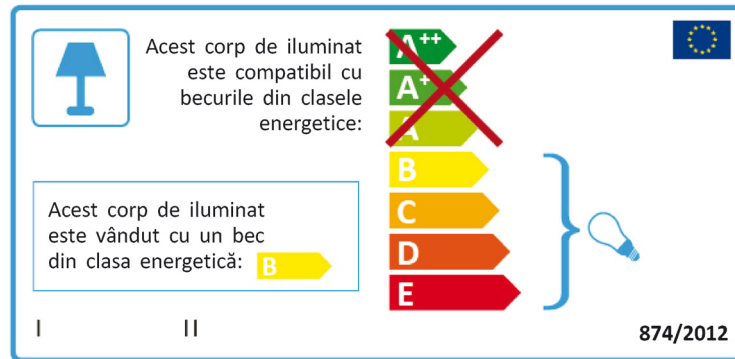 Acest corp de iluminat
este compatibil cu
becurile din clasele
energetice:
A++
A+
A
B
C
D
E
Acest corp de iluminat
este vândut cu un bec
din clasa energetică: B
I II
874/2012